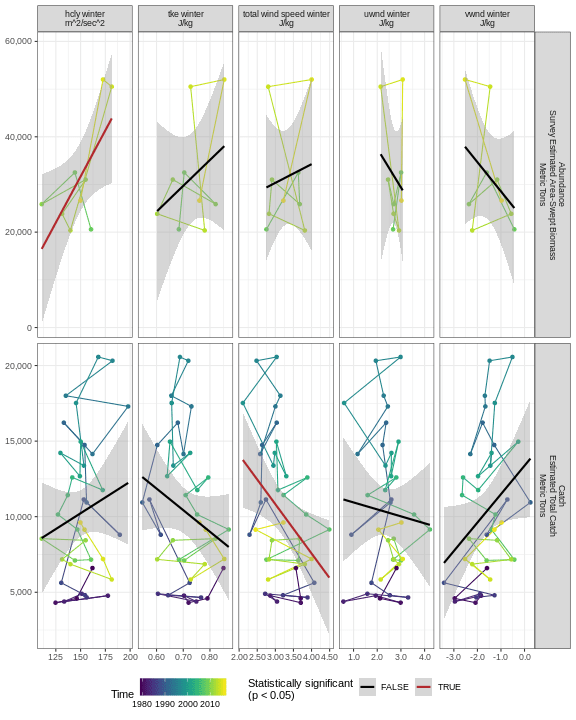 hdy winter
m^2/sec^2
tke winter
J/kg
total wind speed winter
J/kg
uwnd winter
J/kg
vwnd winter
J/kg
60,000
40,000
20,000
0
Abundance
Survey Estimated Area-Swept Biomass
Metric Tons
20,000
15,000
10,000
5,000
Catch
Estimated Total Catch
Metric Tons
125 150 175 200
0.60 0.70 0.80
2.00 2.50 3.00 3.50 4.00 4.50
1.0 2.0 3.0 4.0
-3.0 -2.0 -1.0 0.0
Time
1980 1990 2000 2010
Statistically significant
(p < 0.05)
FALSE
TRUE